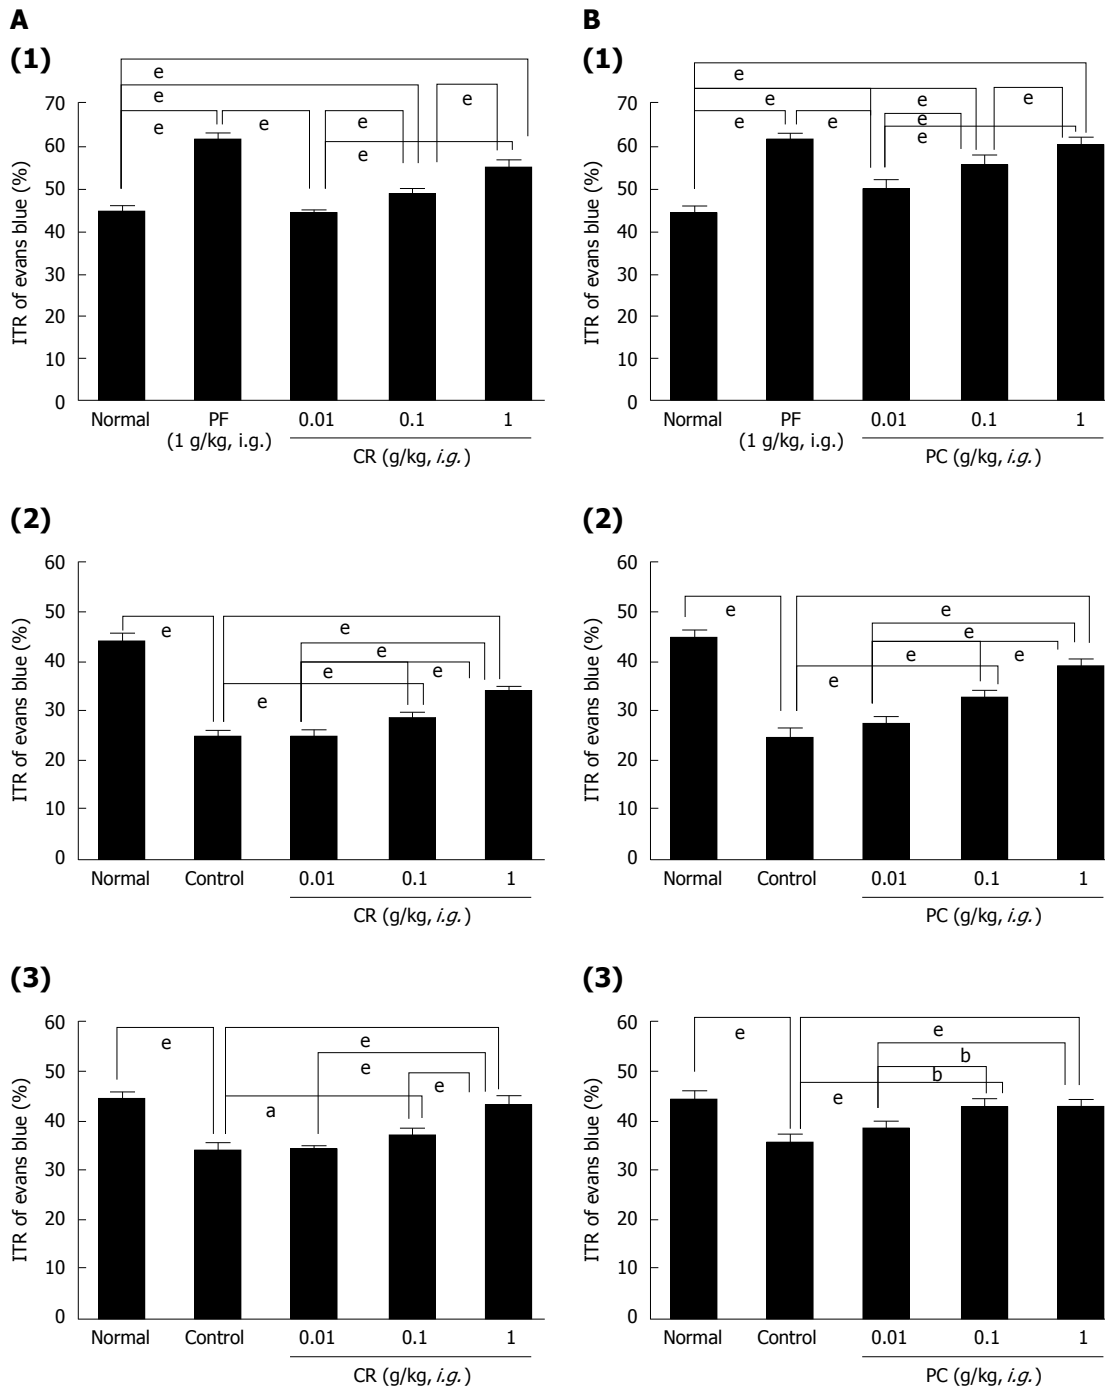 A
(1)
e
e
e
e
e
e
e
ITR of evans blue (%)
70
60
50
40
30
20
10
0
Normal
PF
(1 g/kg, i.g.)
0.01
0.1
1
CR (g/kg, i.g.)
B
(1)
e
e
e
e
e
e
e
e
ITR of evans blue (%)
70
60
50
40
30
20
10
0
Normal
PF
(1 g/kg, i.g.)
0.01
0.1
1
PC (g/kg, i.g.)
(2)
e
e
e
e
e
e
ITR of evans blue (%)
60
50
40
30
20
10
0
Normal
Control
0.01
0.1
1
CR (g/kg, i.g.)
(2)
e
e
e
e
e
e
ITR of evans blue (%)
60
50
40
30
20
10
0
Normal
Control
0.01
0.1
1
PC (g/kg, i.g.)
(3)
e
e
e
e
a
ITR of evans blue (%)
60
50
40
30
20
10
0
Normal
Control
0.01
0.1
1
CR (g/kg, i.g.)
(3)
e
e
b
b
e
ITR of evans blue (%)
60
50
40
30
20
10
0
Normal
Control
0.01
0.1
1
PC (g/kg, i.g.)